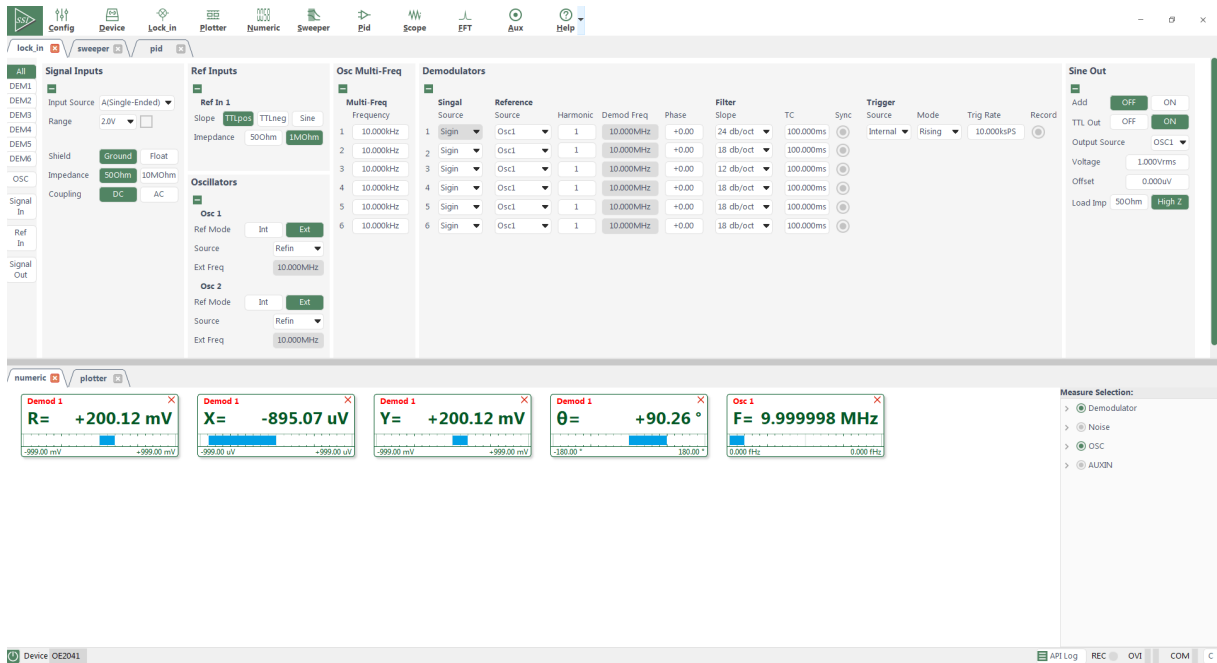 SSI
Config Device Lock_in Plotter Numeric Sweeper Pid Scope FFT Aux Help
lock_in sweeper pid
All
DEM1
DEM2
DEM3
DEM4
DEM5
DEM6
OSC
Signal
In
Ref
In
Signal
Out
Signal Inputs
Input Source A(Single-Ended)
Range 2.0V
Shield Ground Float
Impedance 50Ohm 10MOhm
Coupling DC AC
Ref Inputs
Ref In 1
Slope TTLpos TTLneg Sine
Imepdance 50Ohm 1MOhm
Oscillators
Osc 1
Ref Mode Int Ext
Source Refin
Ext Freq 10.000MHz
Osc 2
Ref Mode Int Ext
Source Refin
Ext Freq 10.000MHz
Osc Multi-Freq
Multi-Freq
Frequency
1 10.000kHz
2 10.000kHz
3 10.000kHz
4 10.000kHz
5 10.000kHz
6 10.000kHz
Demodulators
Singal Reference Filter Trigger
Source Source Harmonic Demod Freq Phase Slope TC Sync Source Mode Trig Rate Record
1 Sigin Osc1 1 10.000MHz +0.00 24 db/oct 100.000ms Internal Rising 10.000ksPS
2 Sigin Osc1 1 10.000MHz +0.00 18 db/oct 100.000ms
3 Sigin Osc1 1 10.000MHz +0.00 12 db/oct 100.000ms
4 Sigin Osc1 1 10.000MHz +0.00 18 db/oct 100.000ms
5 Sigin Osc1 1 10.000MHz +0.00 18 db/oct 100.000ms
6 Sigin Osc1 1 10.000MHz +0.00 18 db/oct 100.000ms
Sine Out
Add OFF ON
TTL Out OFF ON
Output Source OSC1
Voltage 1.000Vrms
Offset 0.000uV
Load Imp 50Ohm High Z
numeric plotter
Demod 1
R= +200.12 mV
-999.00 mV +999.00 mV
Demod 1
X= -895.07 uV
-999.00 uV +999.00 uV
Demod 1
Y= +200.12 mV
-999.00 mV +999.00 mV
Demod 1
θ= +90.26 °
-180.00 ° 180.00 °
Osc 1
F= 9.999998 MHz
0.000 fHz 0.000 fHz
Measure Selection:
Demodulator
Noise
OSC
AUXIN
Device OE2041
API Log REC OVI COM C